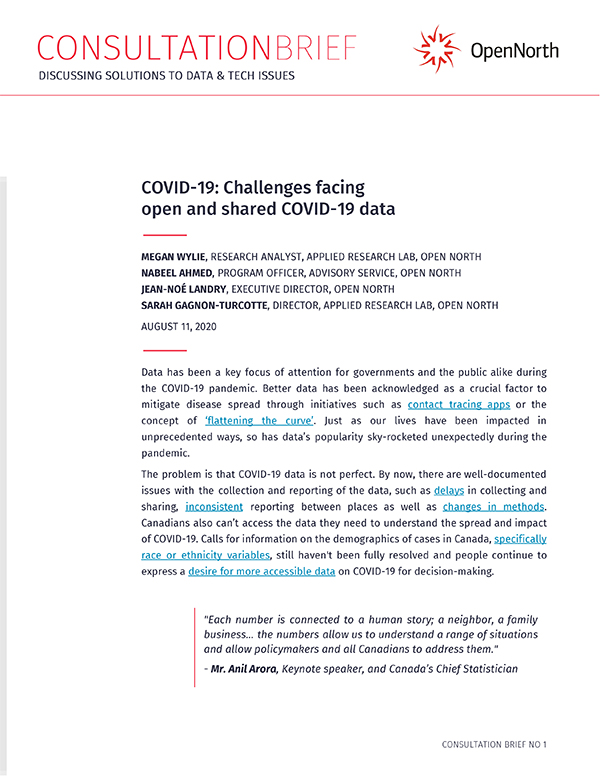 CONSULTATIONBRIEF
OpenNorth
DISCUSSING SOLUTIONS TO DATA & TECH ISSUES
COVID-19: Challenges facing
open and shared COVID-19 data
MEGAN WYLIE, RESEARCH ANALYST, APPLIED RESEARCH LAB, OPEN NORTH
NABEEL AHMED, PROGRAM OFFICER, ADVISORY SERVICE, OPEN NORTH
JEAN-NOÉ LANDRY, EXECUTIVE DIRECTOR, OPEN NORTH
SARAH GAGNON-TURCOTTE, DIRECTOR, APPLIED RESEARCH LAB, OPEN NORTH
AUGUST 11, 2020
Data has been a key focus of attention for governments and the public alike during
the COVID-19 pandemic. Better data has been acknowledged as a crucial factor to
mitigate disease spread through initiatives such as contact tracing apps or the
concept of ‘flattening the curve’. Just as our lives have been impacted in
unprecedented ways, so has data’s popularity sky-rocketed unexpectedly during the
pandemic.
The problem is that COVID-19 data is not perfect. By now, there are well-documented
issues with the collection and reporting of the data, such as delays in collecting and
sharing, inconsistent reporting between places as well as changes in methods.
Canadians also can’t access the data they need to understand the spread and impact
of COVID-19. Calls for information on the demographics of cases in Canada, specifically
race or ethnicity variables, still haven't been fully resolved and people continue to
express a desire for more accessible data on COVID-19 for decision-making.
"Each number is connected to a human story; a neighbor, a family
business... the numbers allow us to understand a range of situations
and allow policymakers and all Canadians to address them."
- Mr. Anil Arora, Keynote speaker, and Canada’s Chief Statistician
CONSULTATION BRIEF NO 1